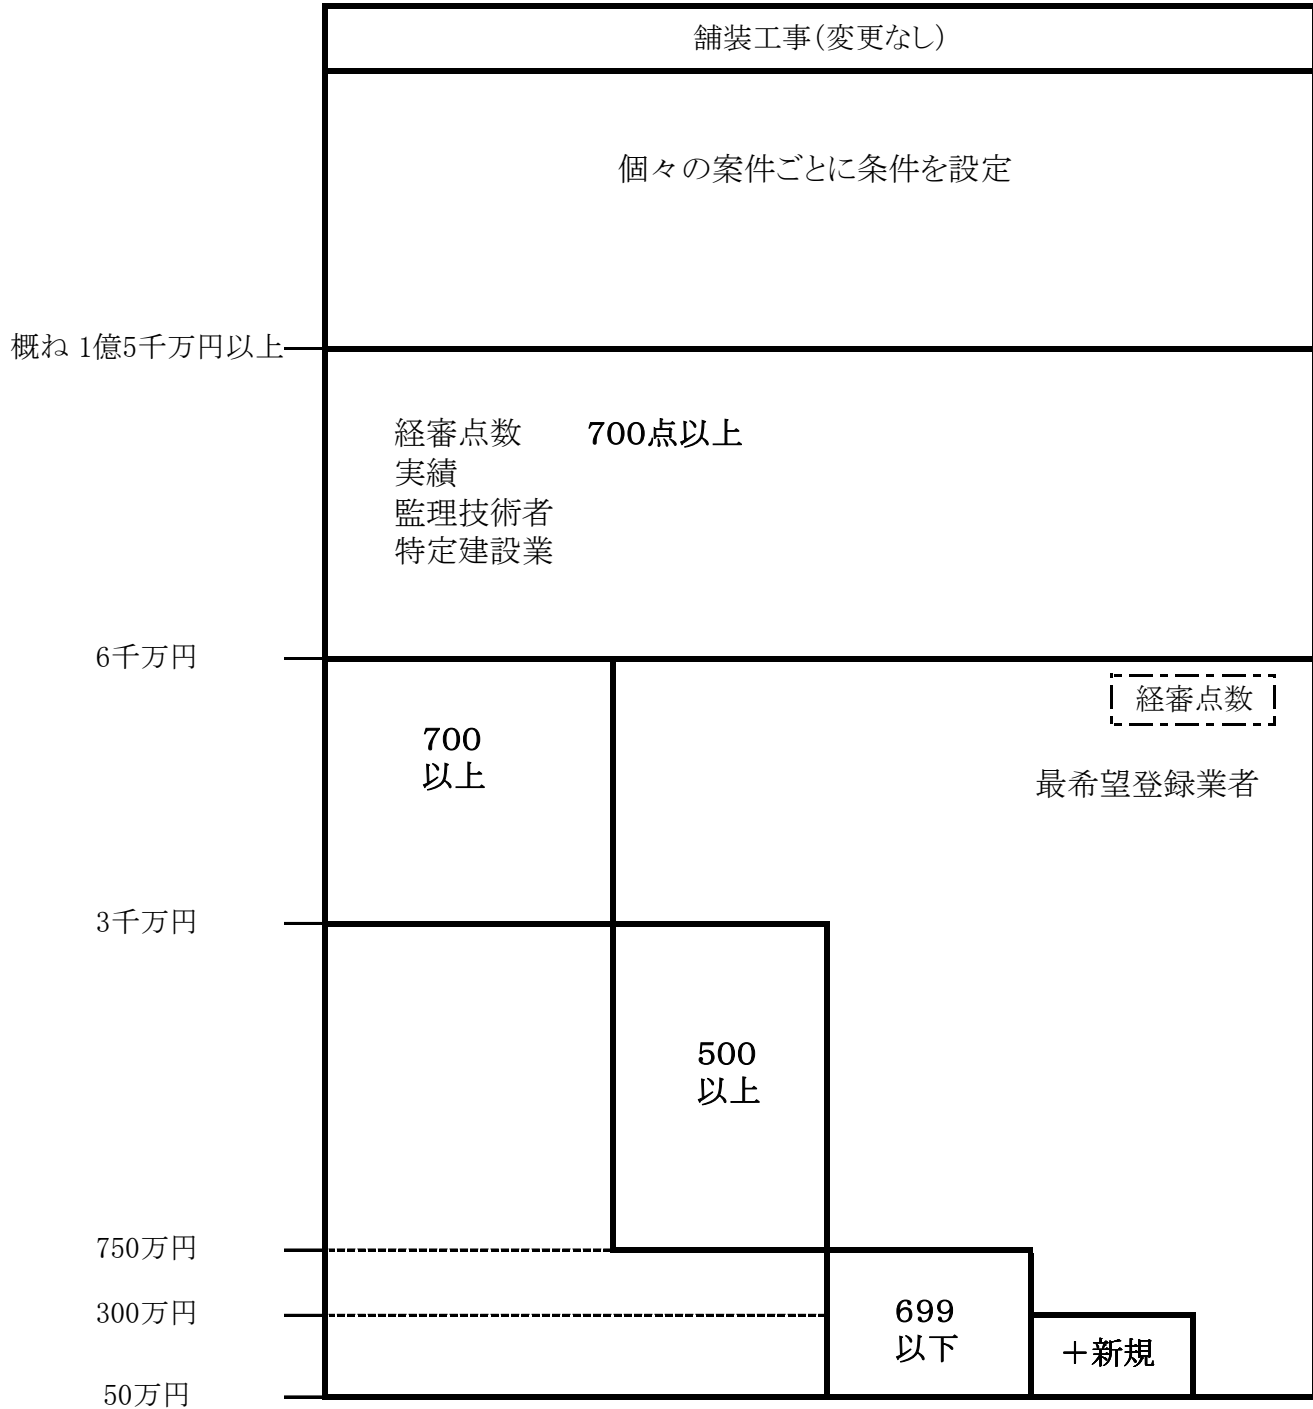 舗装工事(変更なし)
個々の案件ごとに条件を設定
概ね 1億5千万円以上
経審点数 700点以上
実績
監理技術者
特定建設業
6千万円
経審点数
700
以上
最希望登録業者
3千万円
500
以上
750万円
300万円
699
以下
+新規
50万円